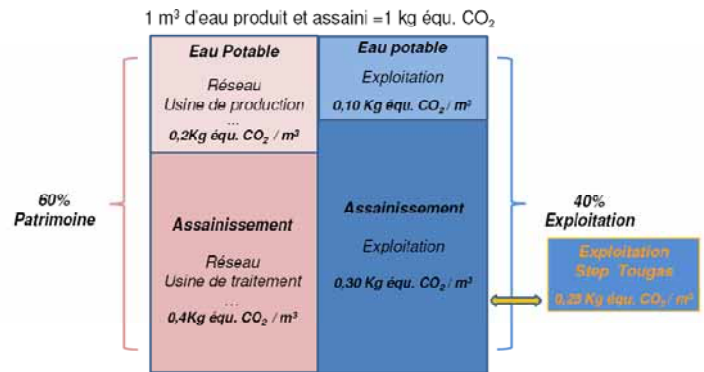 1 m³ d'eau produit et assaini =1 kg équ. CO₂
Eau Potable
Réseau
Usine de production
...
0,2Kg équ. CO₂ / m³
Eau potable
Exploitation
0,10 Kg équ. CO₂ / m³
60%
Patrimoine
Assainissement
Réseau
Usine de traitement
...
0,4Kg équ. CO₂ / m³
Assainissement
Exploitation
0,30 Kg équ. CO₂ / m³
40%
Exploitation
Exploitation
Step Tougas
0,25 Kg équ. CO₂ / m³